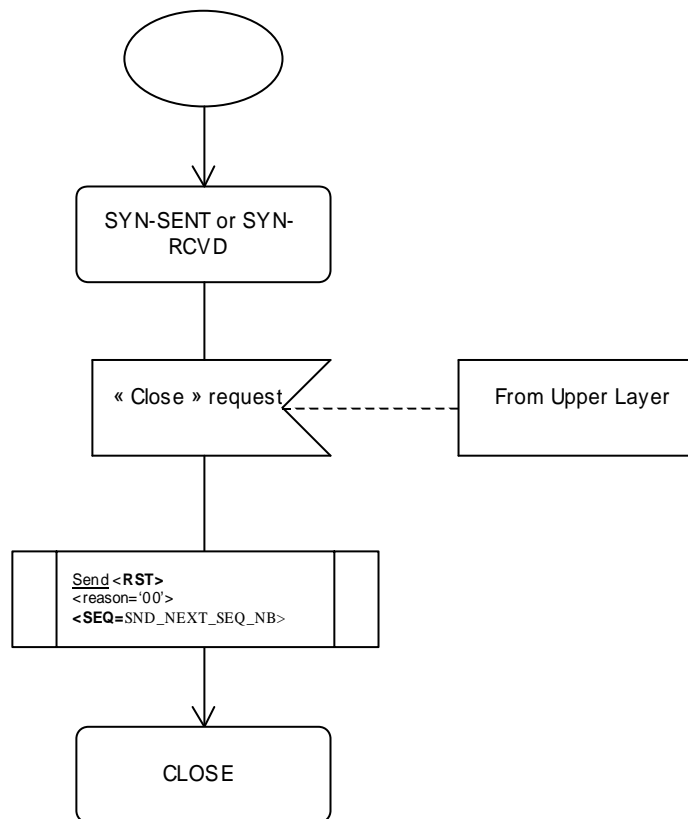 SYN-SENT or SYN-
RCVD
« Close » request
From Upper Layer
Send <RST>
<reason=‘00’>
<SEQ=SND_NEXT_SEQ_NB>
CLOSE